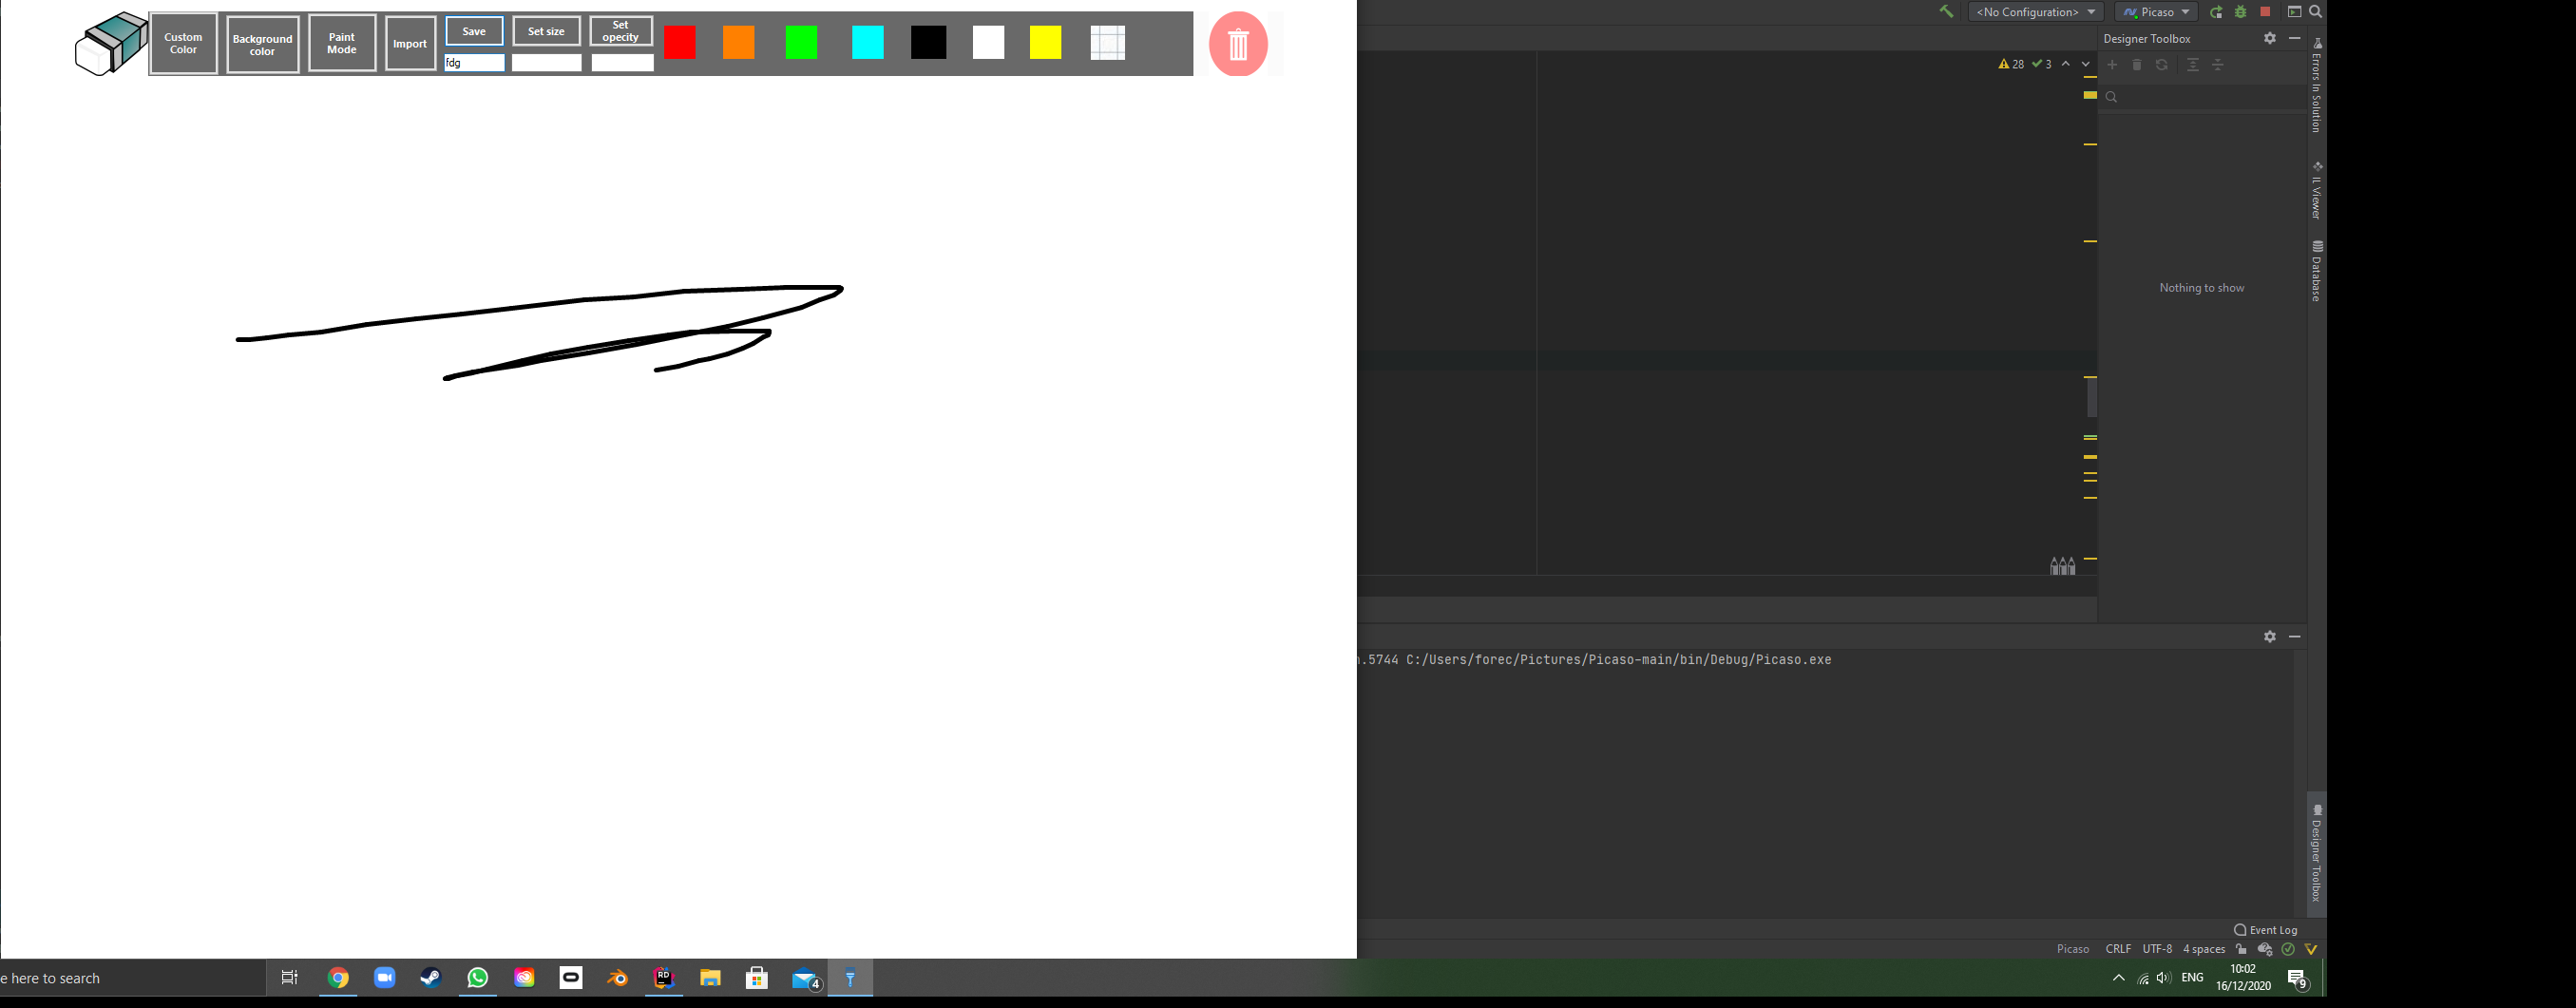 Custom
Color
Background
color
Paint
Mode
Import
Save
fdg
Set size
Set
opecity
<No Configuration>
Picaso
Designer Toolbox
28
3
Nothing to show
Errors In Solution
IL Viewer
Database
n.5744 C:/Users/forec/Pictures/Picaso-main/bin/Debug/Picaso.exe
Designer Toolbox
Event Log
Picaso CRLF UTF-8 4 spaces
e here to search
RD
4
ENG
10:02
16/12/2020
9